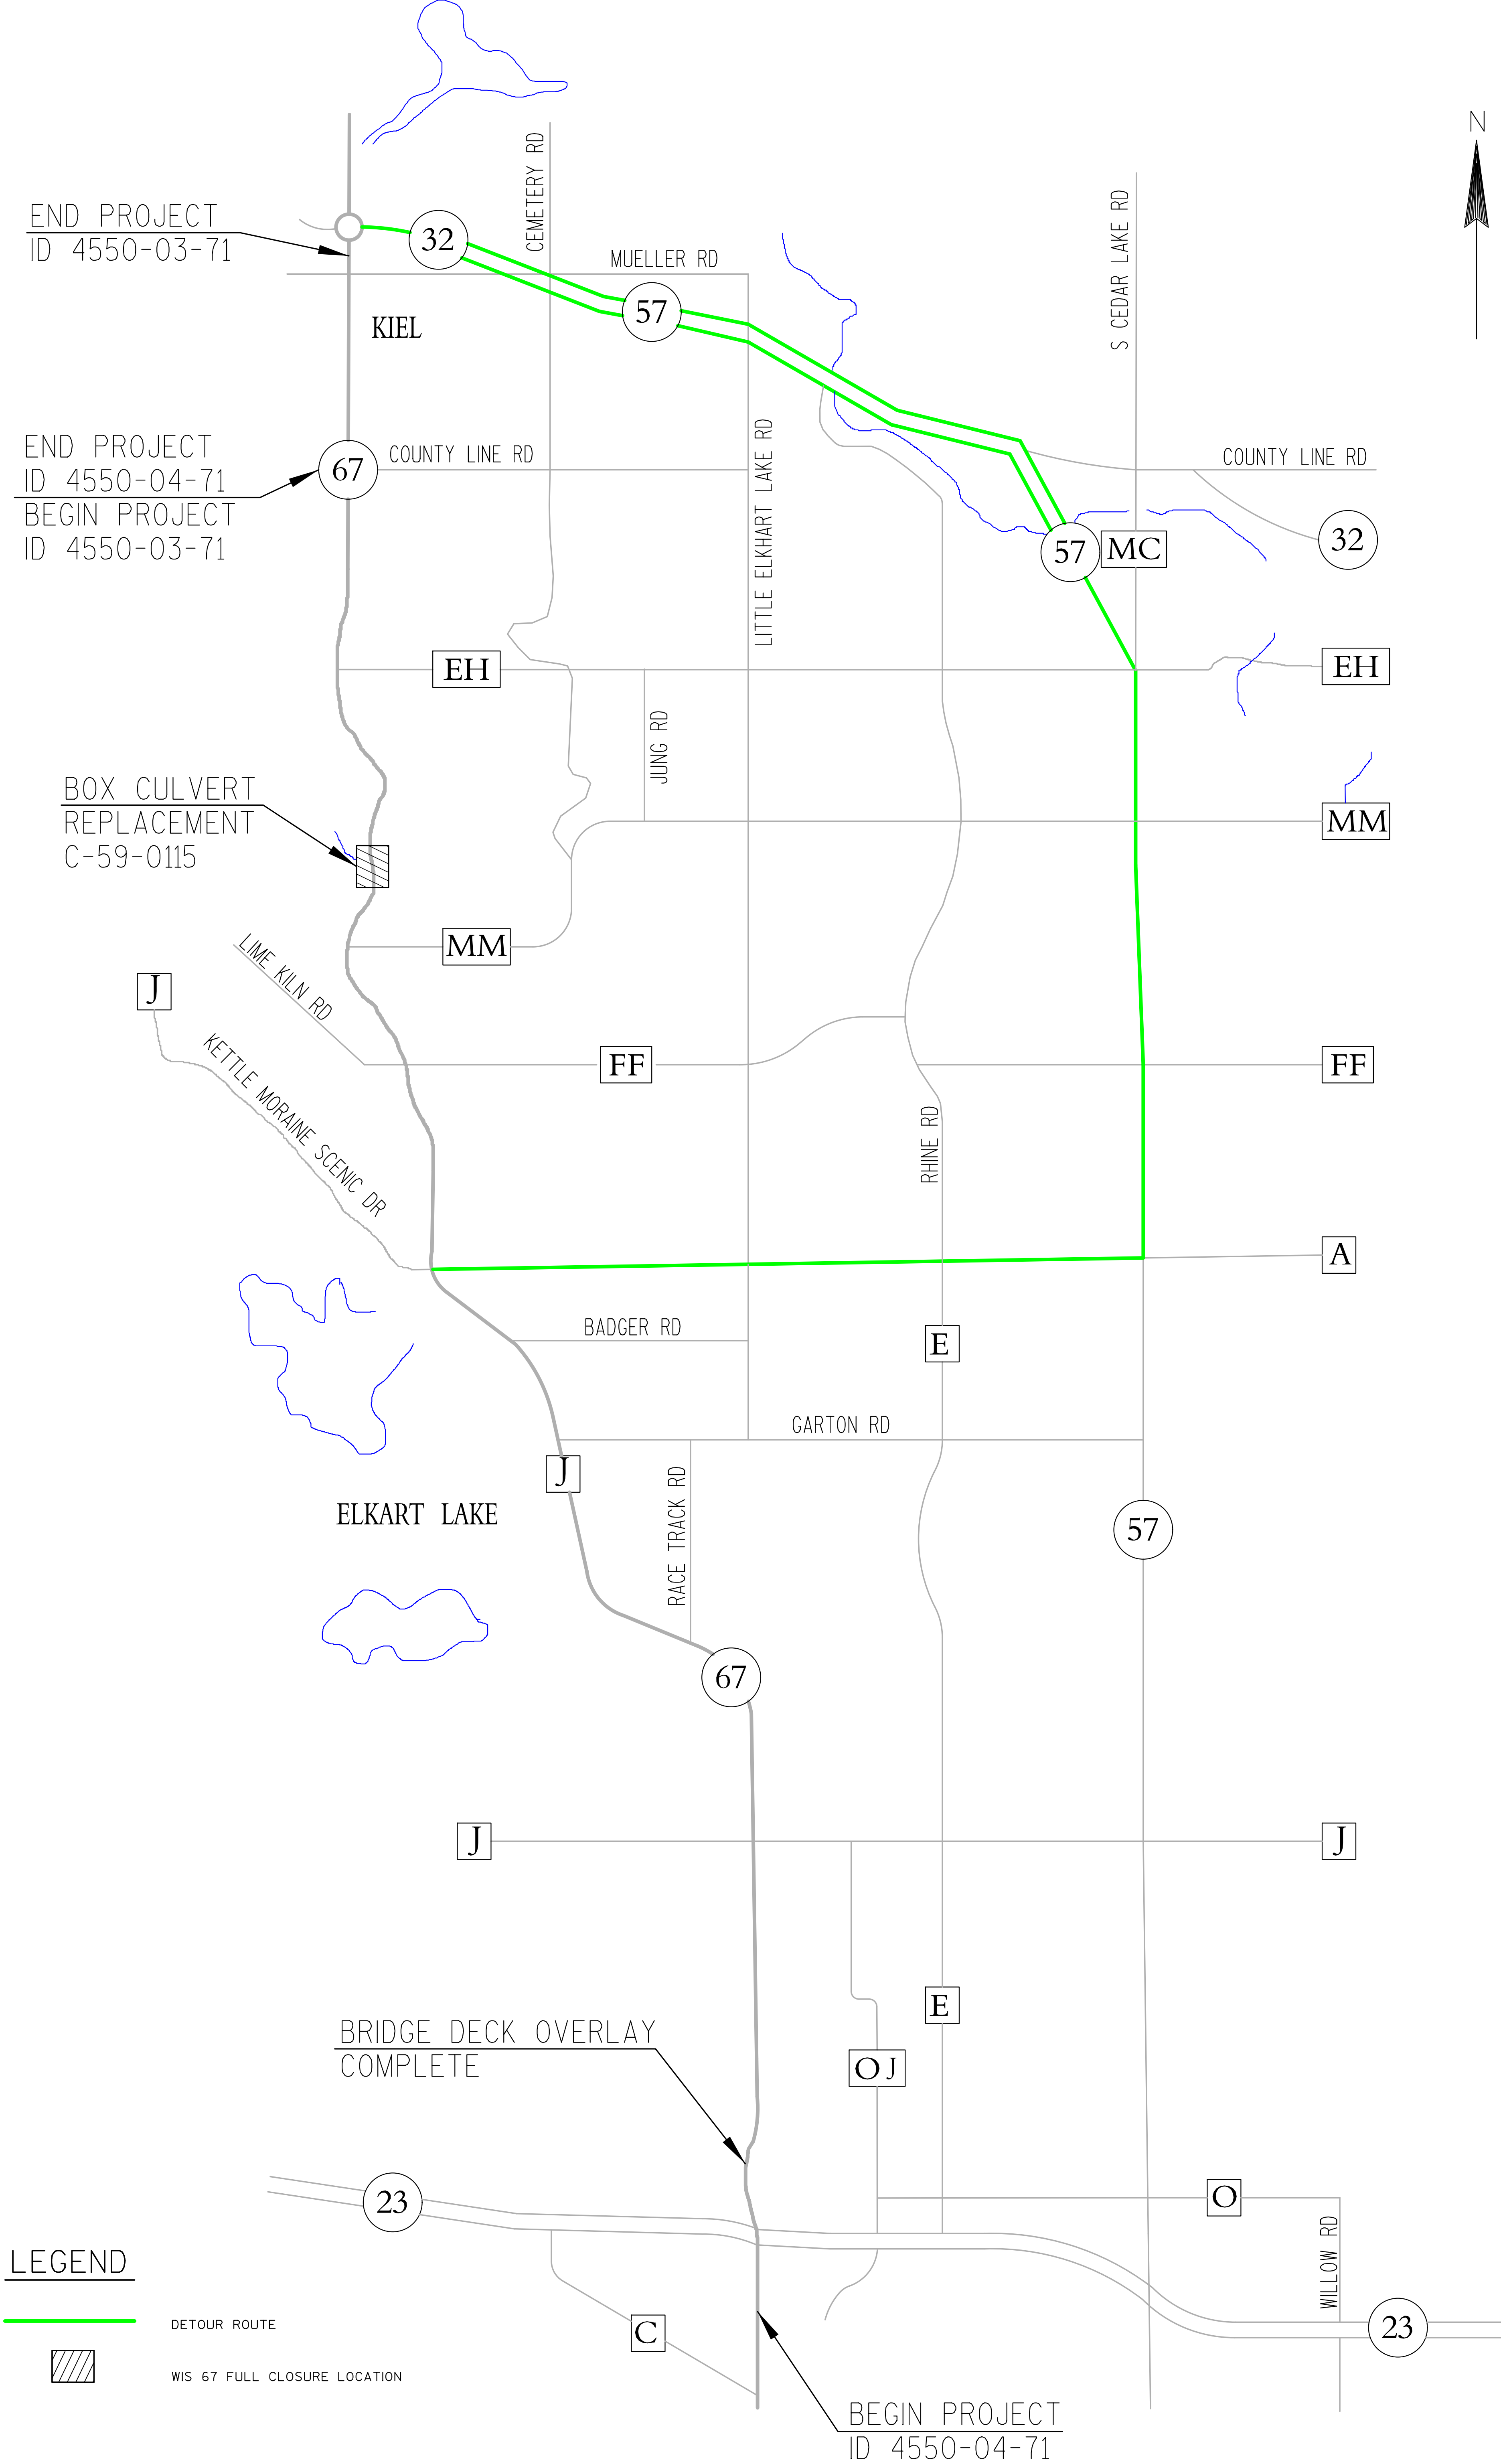 N
CEMETERY RD
S CEDAR LAKE RD
END PROJECT
ID 4550-03-71
32
MUELLER RD
57
KIEL
END PROJECT
ID 4550-04-71
BEGIN PROJECT
ID 4550-03-71
67
COUNTY LINE RD
LITTLE ELKHART LAKE RD
COUNTY LINE RD
57
MC
32
EH
EH
JUNG RD
BOX CULVERT
REPLACEMENT
C-59-0115
MM
MM
LIME KILN RD
J
KETTLE MORAINE SCENIC DR
FF
FF
RHINE RD
A
BADGER RD
E
GARTON RD
J
RACE TRACK RD
ELKART LAKE
57
67
J
J
E
BRIDGE DECK OVERLAY
COMPLETE
OJ
23
O
WILLOW RD
LEGEND
DETOUR ROUTE
C
23
WIS 67 FULL CLOSURE LOCATION
BEGIN PROJECT
ID 4550-04-71